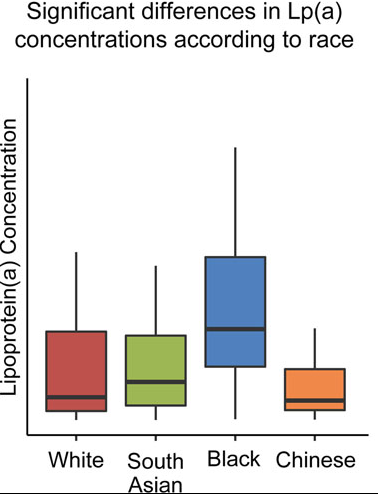 Significant differences in Lp(a)
concentrations according to race
Lipoprotein(a) Concentration
White
South
Asian
Black
Chinese